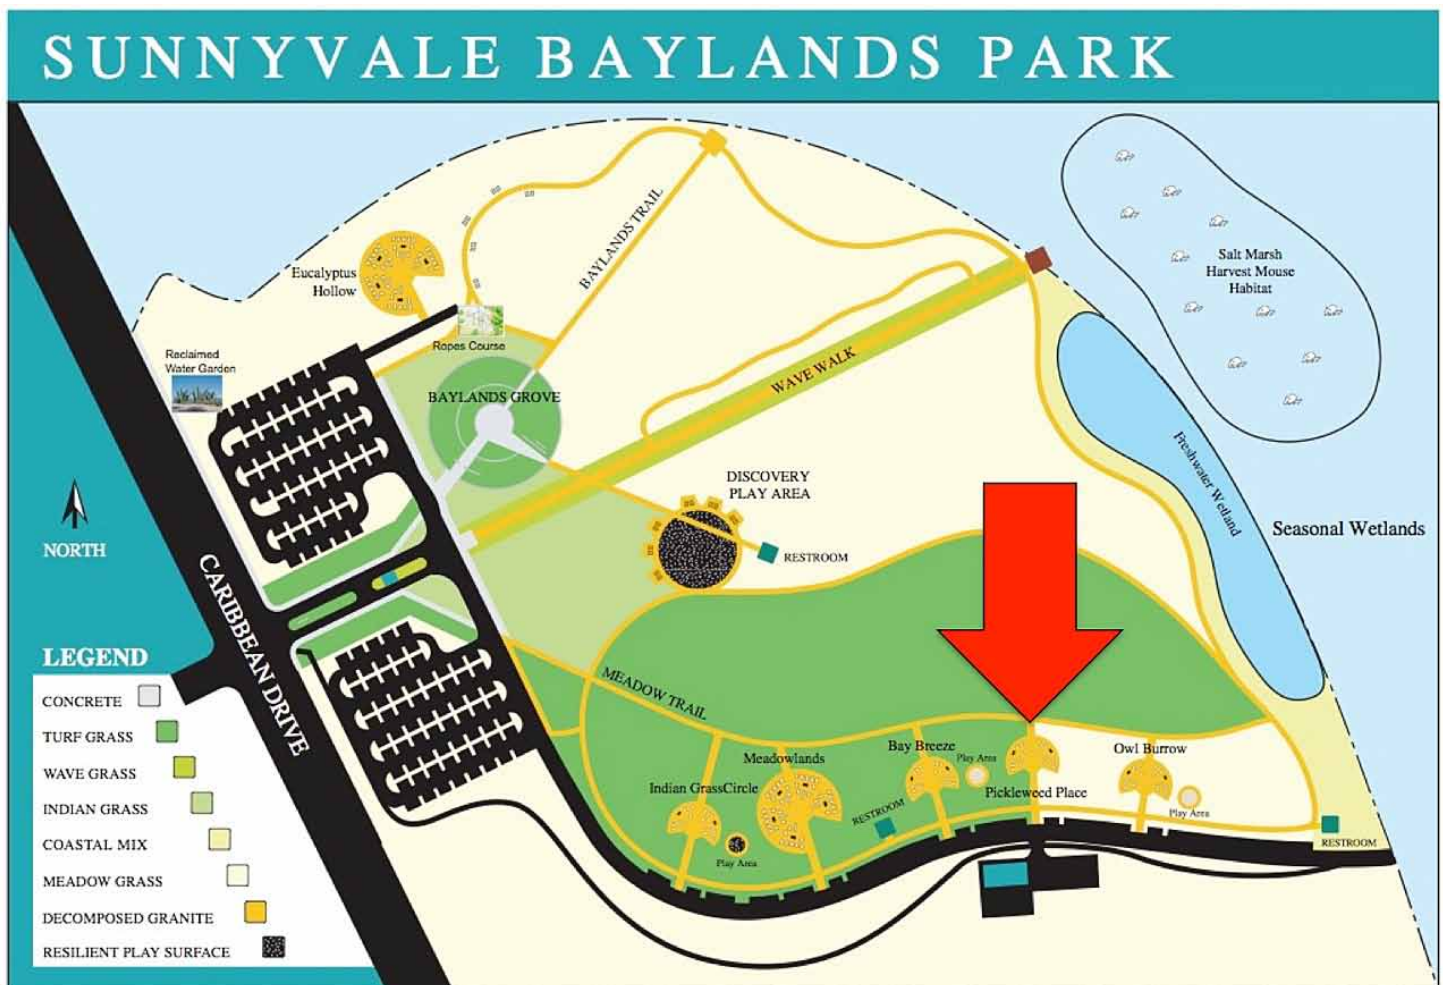 SUNNYVALE BAYLANDS PARK
Eucalyptus
Hollow
BAYLANDS TRAIL
Salt Marsh
Harvest Mouse
Habitat
Ropes Course
Reclaimed
Water Garden
BAYLANDS GROVE
WAVE WALK
DISCOVERY
PLAY AREA
RESTROOM
Freshwater Wetland
Seasonal Wetlands
NORTH
CARIBBEAN DRIVE
MEADOW TRAIL
Meadowlands
Bay Breeze
Play Area
Owl Burrow
Indian GrassCircle
Pickleweed Place
RESTROOM
Play Area
Play Area
RESTROOM
LEGEND
CONCRETE
TURF GRASS
WAVE GRASS
INDIAN GRASS
COASTAL MIX
MEADOW GRASS
DECOMPOSED GRANITE
RESILIENT PLAY SURFACE